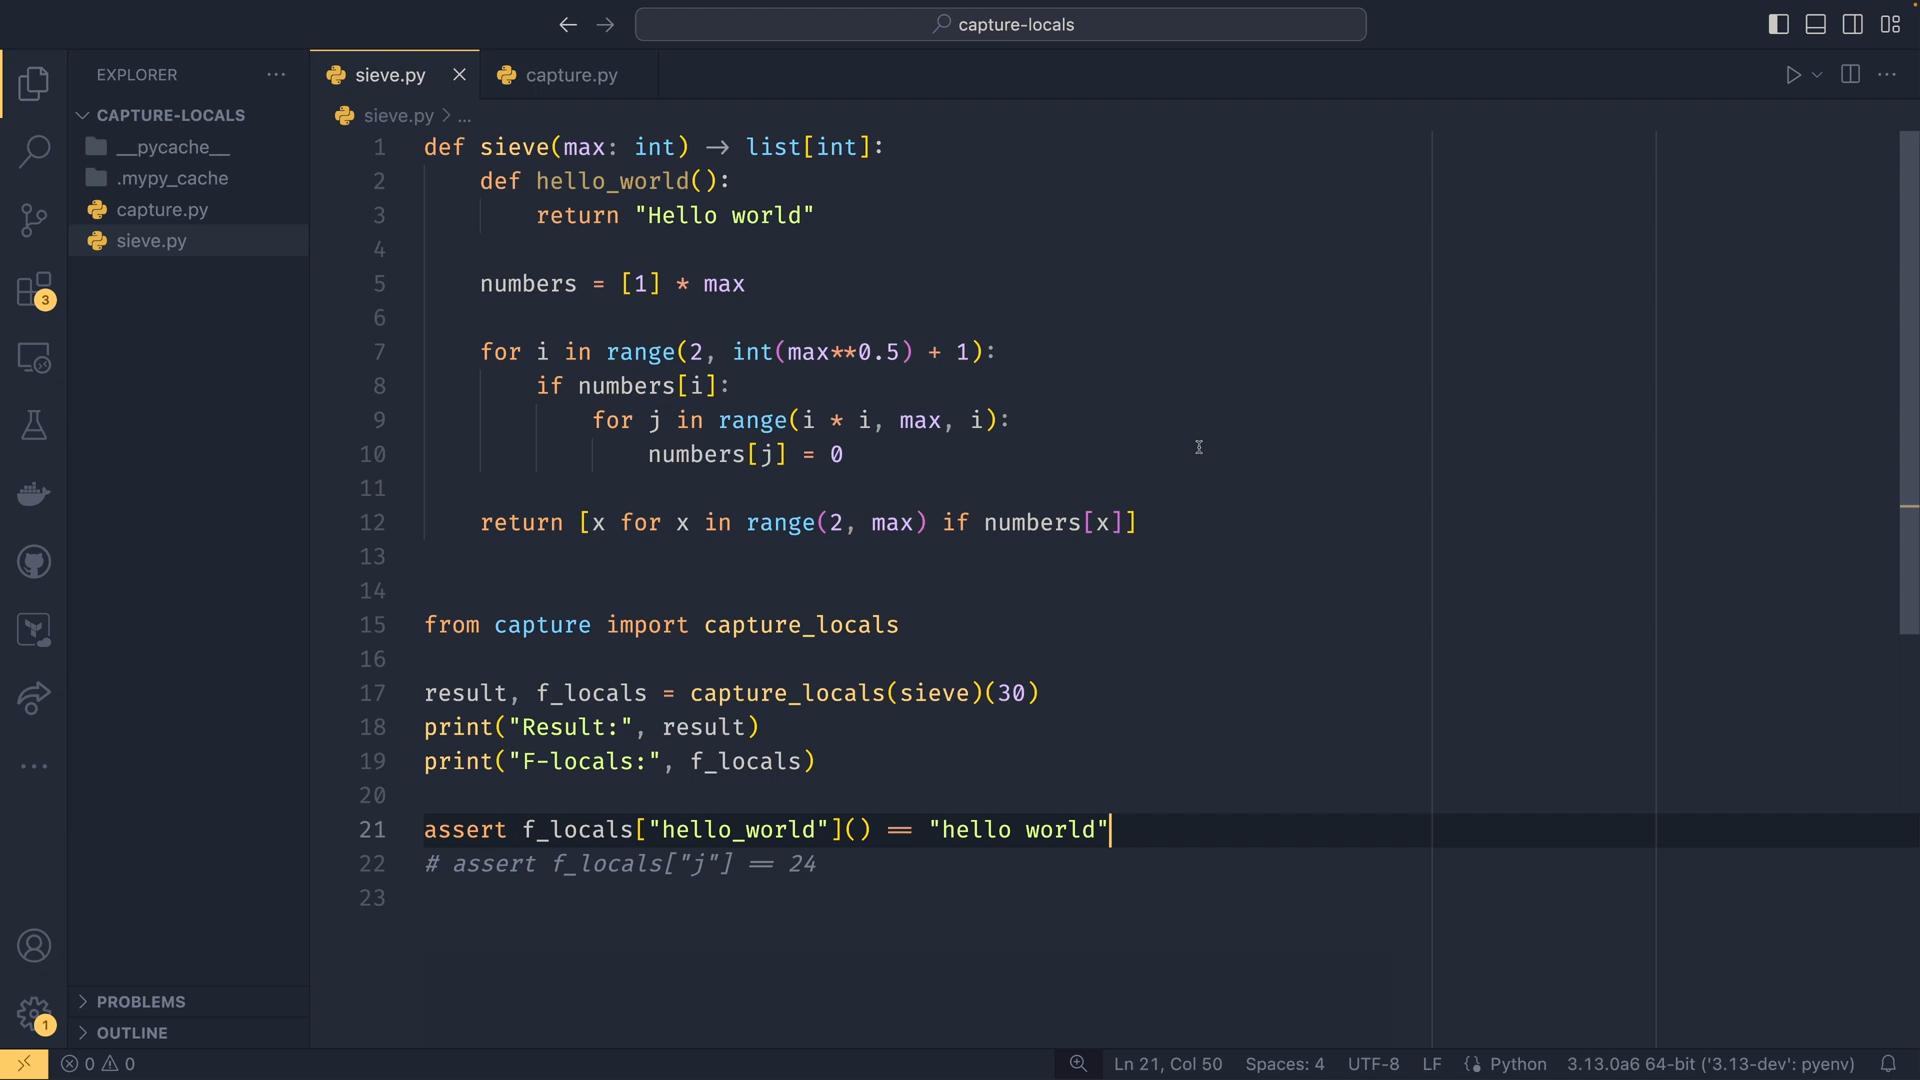 capture-locals
EXPLORER
CAPTURE-LOCALS
__pycache__
.mypy_cache
capture.py
sieve.py
3
1
PROBLEMS
OUTLINE
sieve.py
capture.py
sieve.py > ...
1 def sieve(max: int) → list[int]:
2     def hello_world():
3         return "Hello world"
4
5     numbers = [1] * max
6
7     for i in range(2, int(max**0.5) + 1):
8         if numbers[i]:
9             for j in range(i * i, max, i):
10                 numbers[j] = 0
11
12     return [x for x in range(2, max) if numbers[x]]
13
14
15 from capture import capture_locals
16
17 result, f_locals = capture_locals(sieve)(30)
18 print("Result:", result)
19 print("F-locals:", f_locals)
20
21 assert f_locals["hello_world"]() == "hello world"
22 # assert f_locals["j"] == 24
23
0 0
Ln 21, Col 50
Spaces: 4
UTF-8
LF
Python
3.13.0a6 64-bit ('3.13-dev': pyenv)